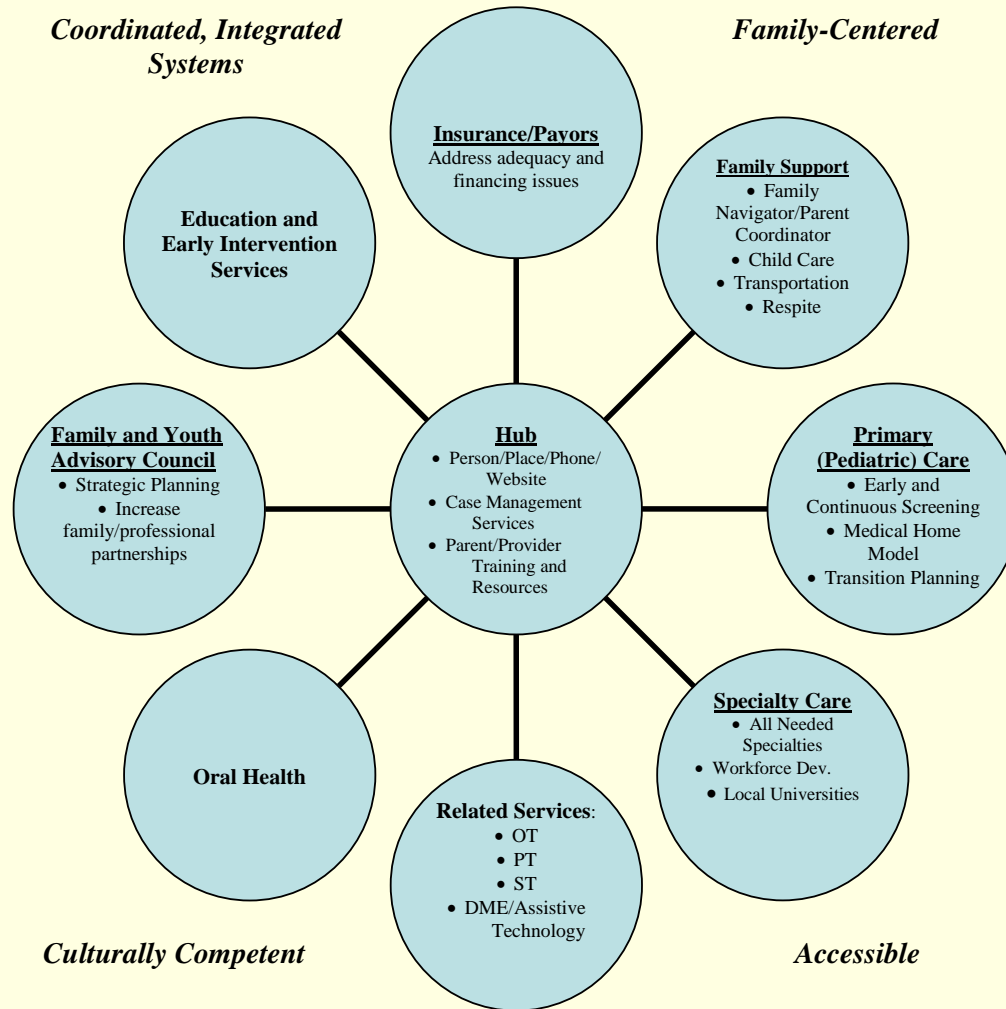 Coordinated, Integrated
Systems
Family-Centered
Insurance/Payors
Address adequacy and
financing issues
Family Support
• Family
Navigator/Parent
Coordinator
• Child Care
• Transportation
• Respite
Education and
Early Intervention
Services
Family and Youth
Advisory Council
• Strategic Planning
• Increase
family/professional
partnerships
Hub
• Person/Place/Phone/
Website
• Case Management
Services
• Parent/Provider
Training and
Resources
Primary
(Pediatric) Care
• Early and
Continuous Screening
• Medical Home
Model
• Transition Planning
Oral Health
Related Services:
• OT
• PT
• ST
• DME/Assistive
Technology
Specialty Care
• All Needed
Specialties
• Workforce Dev.
• Local Universities
Culturally Competent
Accessible